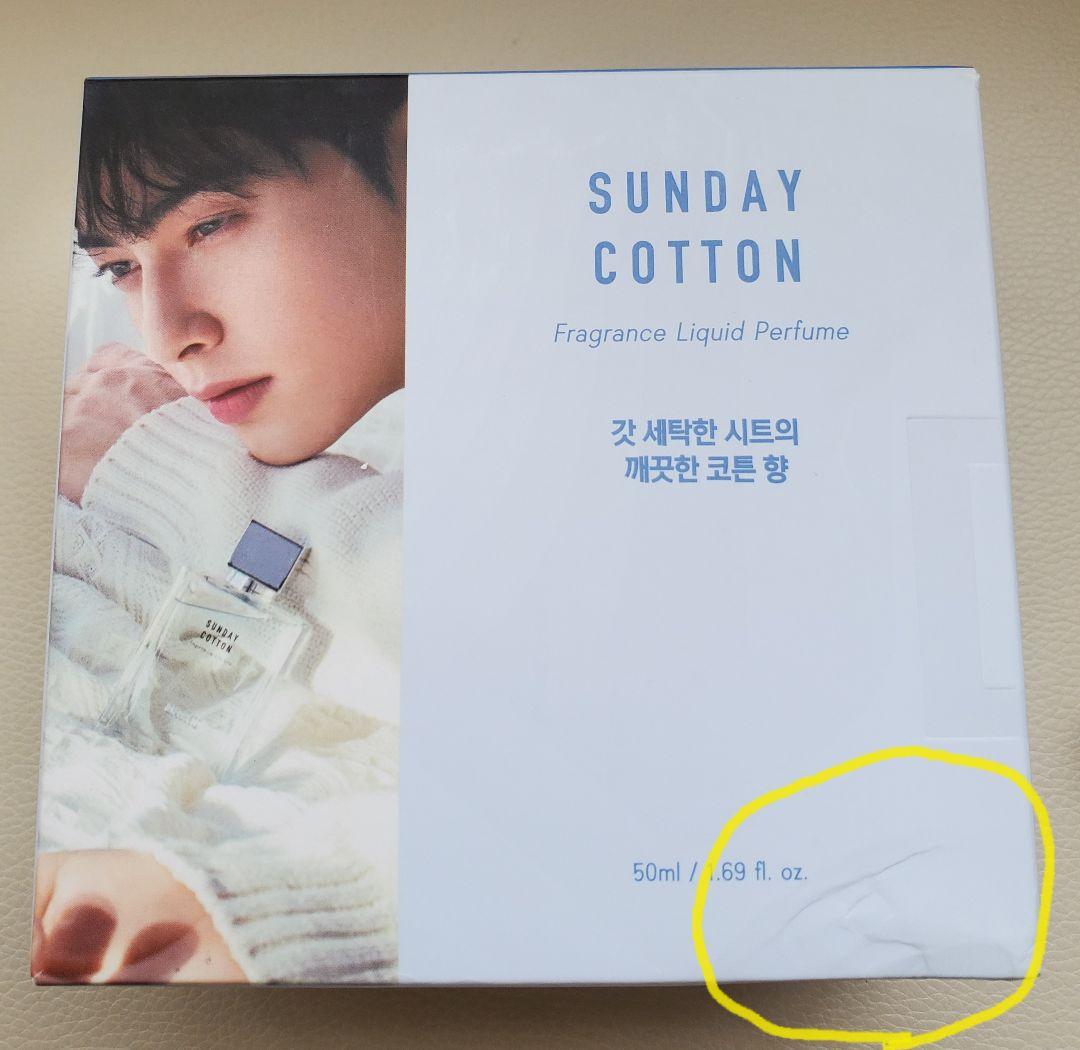 SUNDAY
COTTON
Fragrance Liquid Perfume
갓 세탁한 시트의
깨끗한 코튼 향
SUNDAY
COTTON
50ml / 1.69 fl. oz.